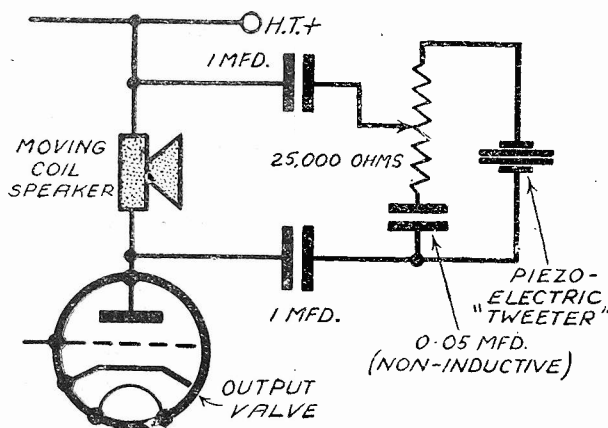 H.T.+
1 MFD.
MOVING
COIL
SPEAKER
25,000 OHMS
1 MFD.
PIEZO-
ELECTRIC
"TWEETER"
0.05 MFD.
(NON-INDUCTIVE)
OUTPUT
VALVE